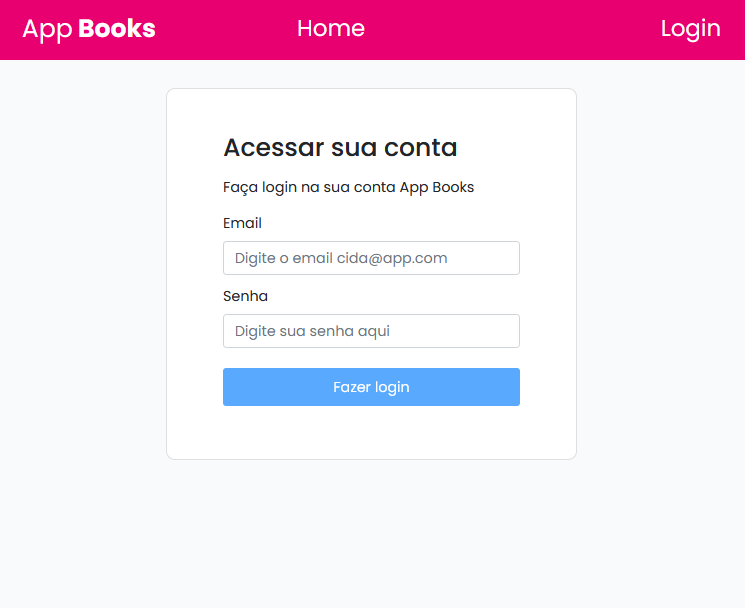 App Books Home Login
Acessar sua conta
Faça login na sua conta App Books
Email
Digite o email cida@app.com
Senha
Digite sua senha aqui
Fazer login